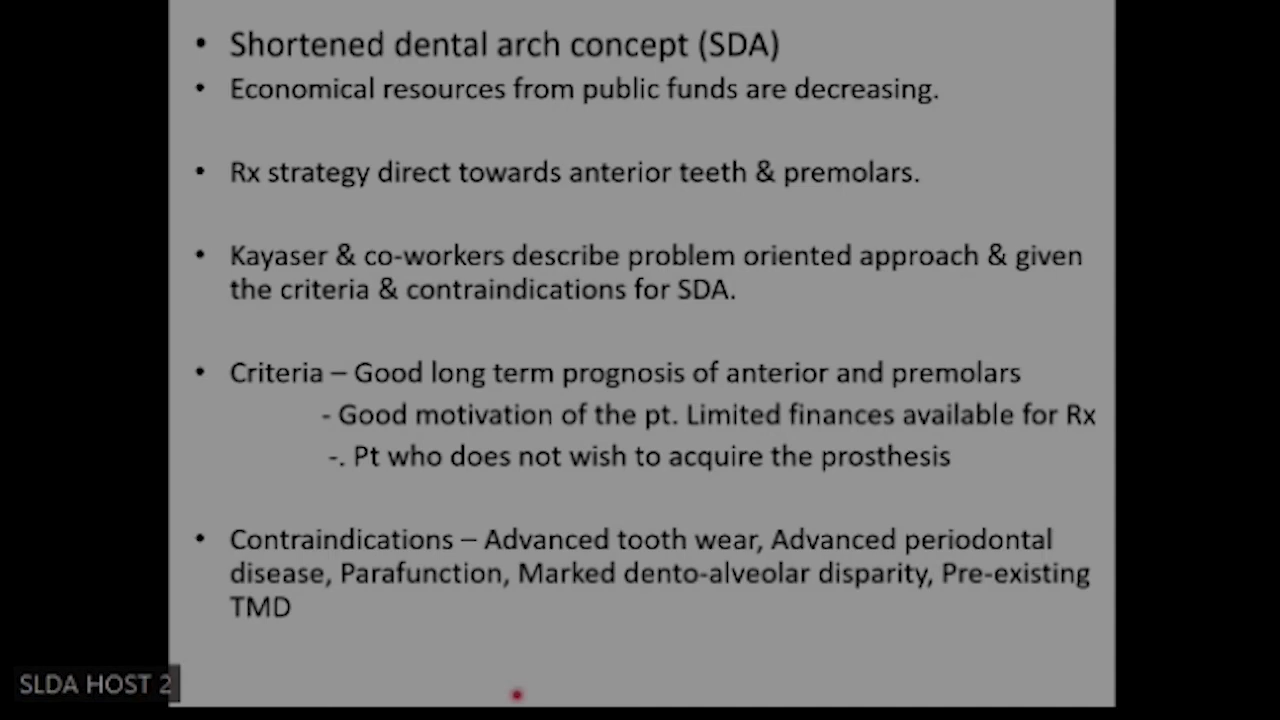 • Shortened dental arch concept (SDA)
• Economical resources from public funds are decreasing.
• Rx strategy direct towards anterior teeth & premolars.
• Kayaser & co-workers describe problem oriented approach & given
the criteria & contraindications for SDA.
• Criteria – Good long term prognosis of anterior and premolars
- Good motivation of the pt. Limited finances available for Rx
-. Pt who does not wish to acquire the prosthesis
• Contraindications – Advanced tooth wear, Advanced periodontal
disease, Parafunction, Marked dento-alveolar disparity, Pre-existing
TMD
SLDA HOST 2